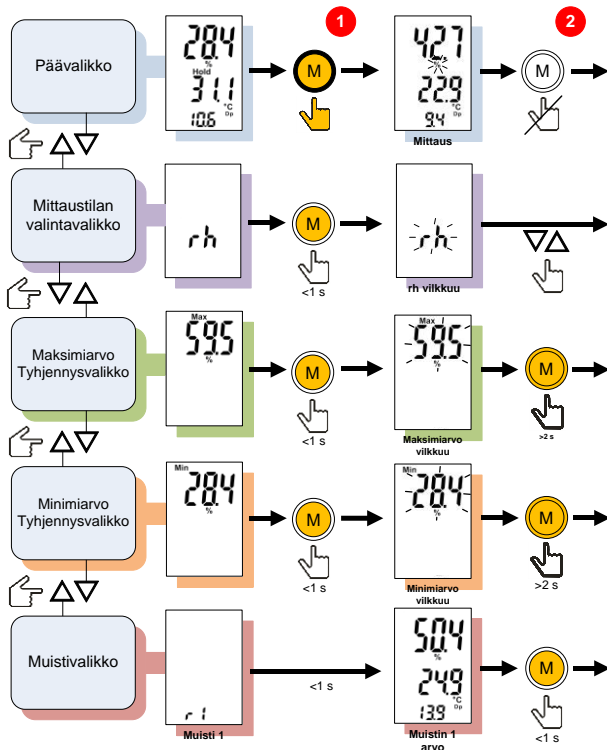 1
2
Päävalikko
28.4
%
Hold
31.1
°C
10.6 Dp
M
42.7
%
22.9
°C
9.4 Dp
Mittaus
M
Mittaustilan
valintavalikko
rh
M
<1 s
rh
rh vilkkuu
Maksimiarvo
Tyhjennysvalikko
Max
59.5
%
M
<1 s
Max
59.5
%
Maksimiarvo
vilkkuu
M
>2 s
Minimiarvo
Tyhjennysvalikko
Min
28.4
%
M
<1 s
Min
28.4
%
Minimiarvo
vilkkuu
M
>2 s
Muistivalikko
r1
Muisti 1
<1 s
50.4
%
24.9
°C
13.9 Dp
Muistin 1
arvo
M
<1 s